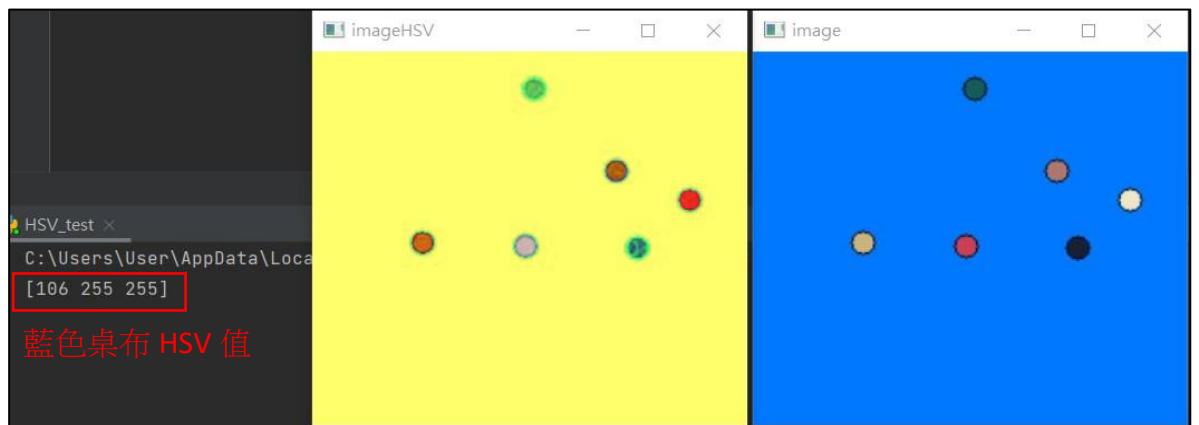 imageHSV
image
HSV_test
C:\Users\User\AppData\Loca
[106 255 255]
藍色桌布 HSV 值